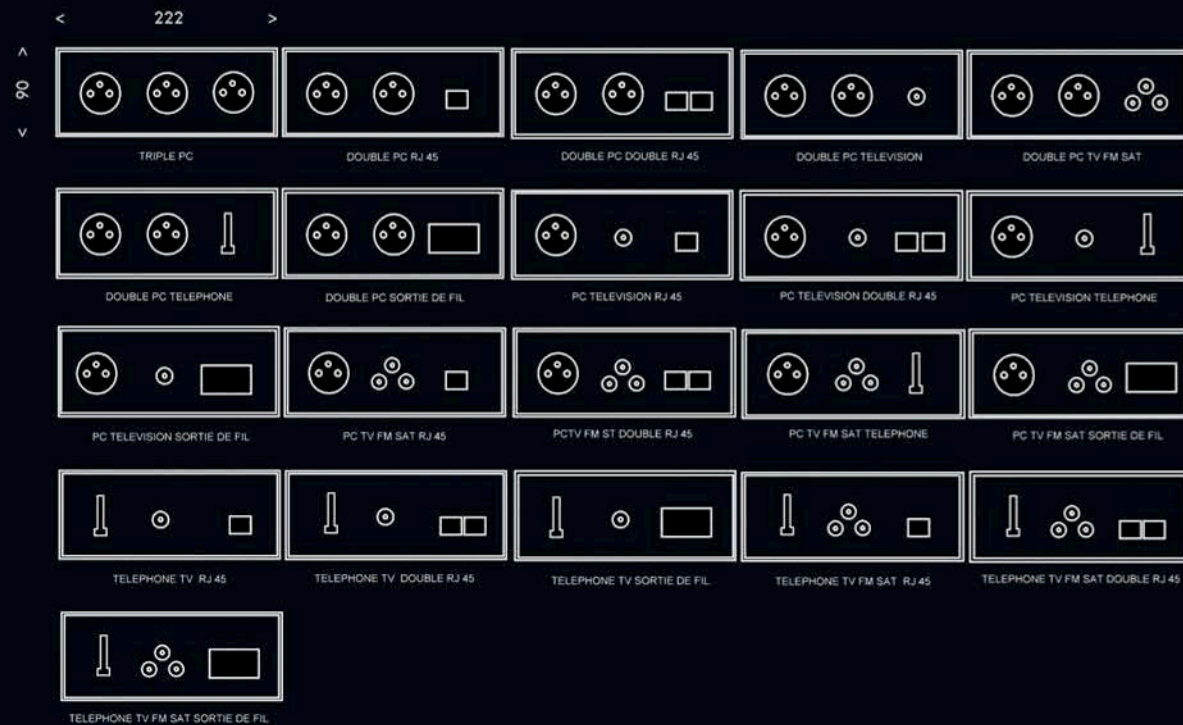 < 222 >
< 90 >
TRIPLE PC
DOUBLE PC RJ 45
DOUBLE PC DOUBLE RJ 45
DOUBLE PC TELEVISION
DOUBLE PC TV FM SAT
DOUBLE PC TELEPHONE
DOUBLE PC SORTIE DE FIL
PC TELEVISION RJ 45
PC TELEVISION DOUBLE RJ 45
PC TELEVISION TELEPHONE
PC TELEVISION SORTIE DE FIL
PC TV FM SAT RJ 45
PCTV FM ST DOUBLE RJ 45
PC TV FM SAT TELEPHONE
PC TV FM SAT SORTIE DE FIL
TELEPHONE TV RJ 45
TELEPHONE TV DOUBLE RJ 45
TELEPHONE TV SORTIE DE FIL
TELEPHONE TV FM SAT RJ 45
TELEPHONE TV FM SAT DOUBLE RJ 45
TELEPHONE TV FM SAT SORTIE DE FIL